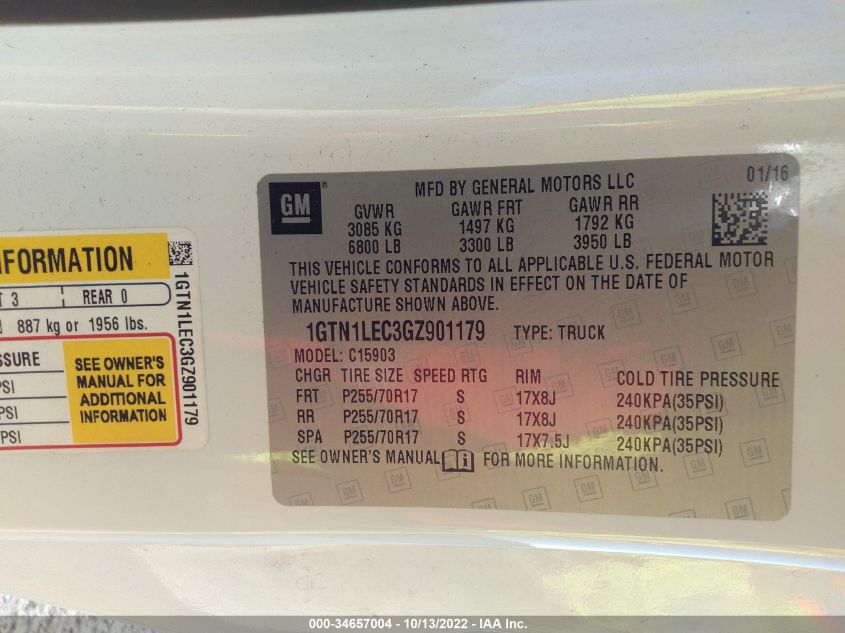 GM
MFD BY GENERAL MOTORS LLC
01/16
GVWR GAWR FRT GAWR RR
3085 KG 1497 KG 1792 KG
6800 LB 3300 LB 3950 LB
THIS VEHICLE CONFORMS TO ALL APPLICABLE U.S. FEDERAL MOTOR
VEHICLE SAFETY STANDARDS IN EFFECT ON THE DATE OF
MANUFACTURE SHOWN ABOVE.
1GTN1LEC3GZ901179 TYPE: TRUCK
MODEL: C15903
CHGR TIRE SIZE SPEED RTG RIM COLD TIRE PRESSURE
FRT P255/70R17 S 17X8J 240KPA(35PSI)
RR P255/70R17 S 17X8J 240KPA(35PSI)
SPA P255/70R17 S 17X7.5J 240KPA(35PSI)
SEE OWNER'S MANUAL FOR MORE INFORMATION.
NFORMATION
T 3 REAR 0
887 kg or 1956 lbs.
SSURE
PSI
PSI
SEE OWNER'S
MANUAL FOR
ADDITIONAL
INFORMATION
1GTN1LEC3GZ901179
000-34657004 - 10/13/2022 - IAA Inc.